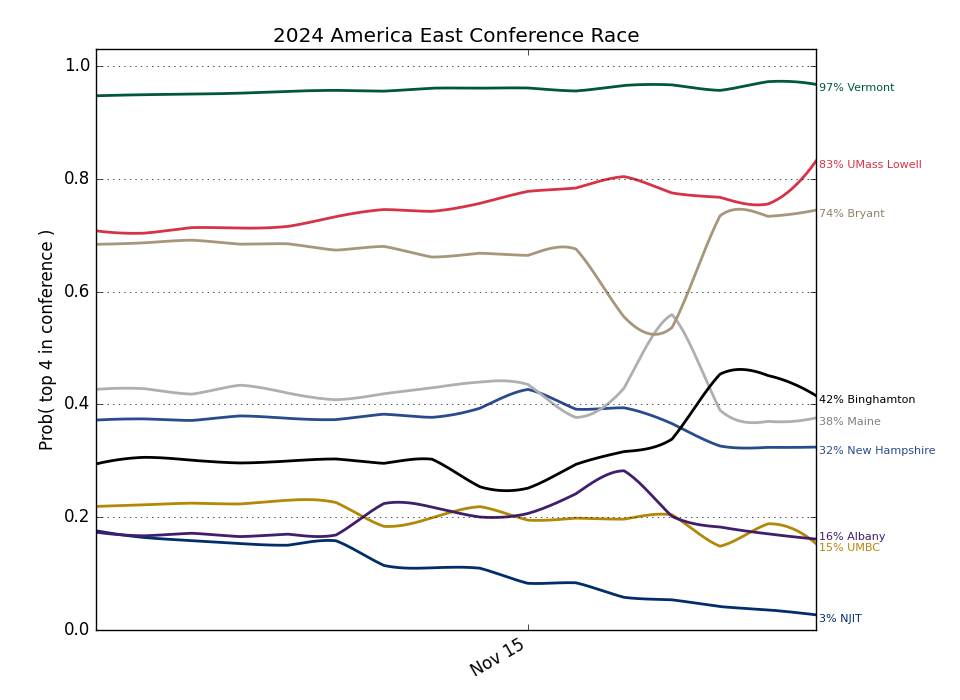 2024 America East Conference Race
1.0
0.8
0.6
0.4
0.2
0.0
Prob( top 4 in conference )
Nov 15
97% Vermont
83% UMass Lowell
74% Bryant
42% Binghamton
38% Maine
32% New Hampshire
16% Albany
15% UMBC
3% NJIT